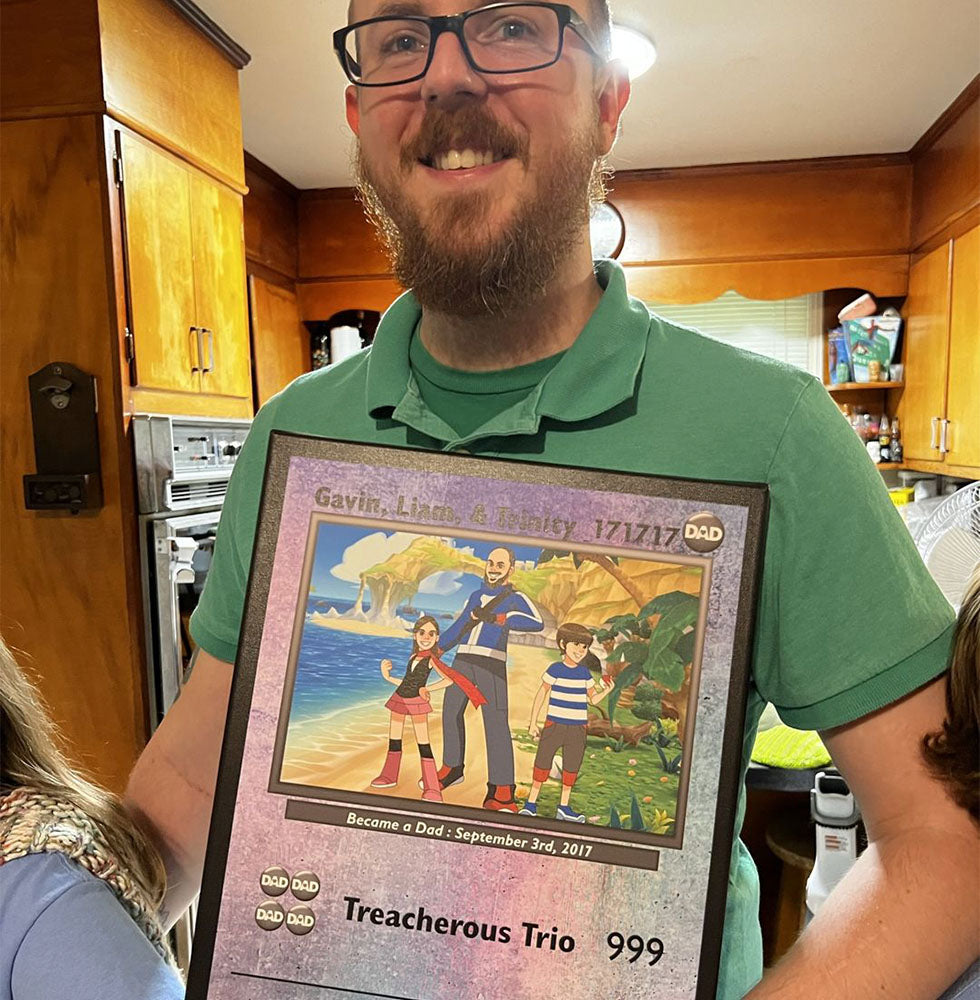 Gavin, Liam, & Trinity 171717 DAD
Became a Dad : September 3rd, 2017
DAD DAD
DAD DAD
Treacherous Trio 999